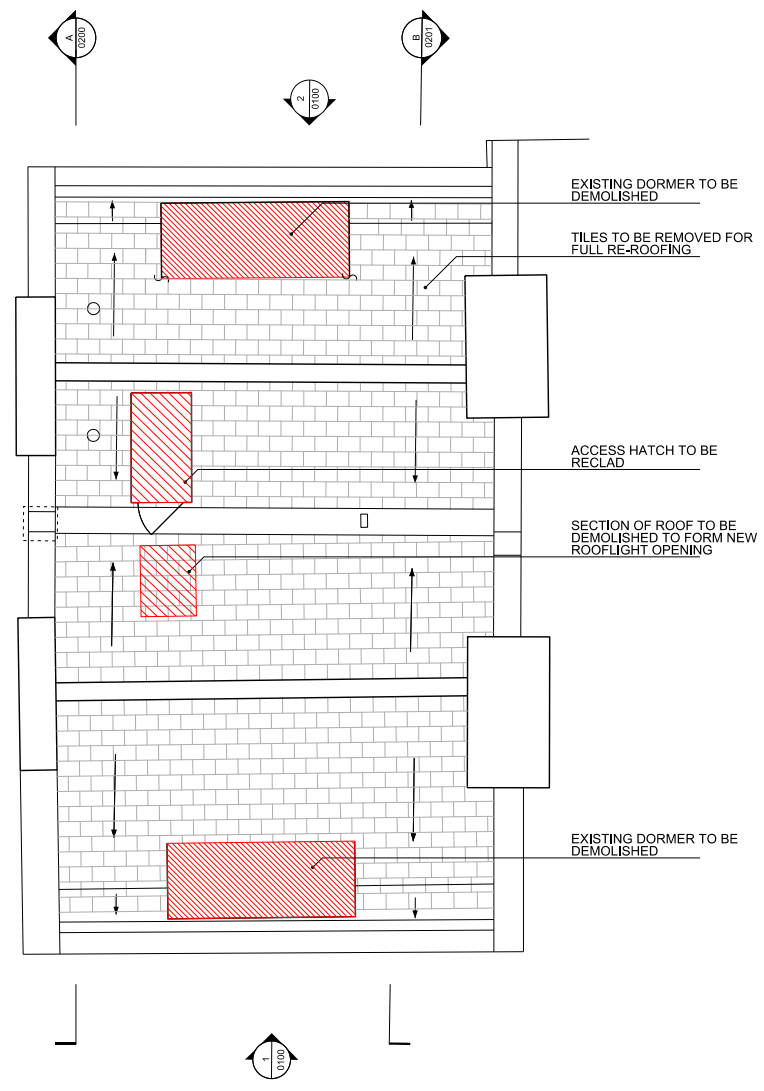 A
0200
B
0201
2
0100
EXISTING DORMER TO BE
DEMOLISHED
TILES TO BE REMOVED FOR
FULL RE-ROOFING
ACCESS HATCH TO BE
RECLAD
SECTION OF ROOF TO BE
DEMOLISHED TO FORM NEW
ROOFLIGHT OPENING
EXISTING DORMER TO BE
DEMOLISHED
1
0100